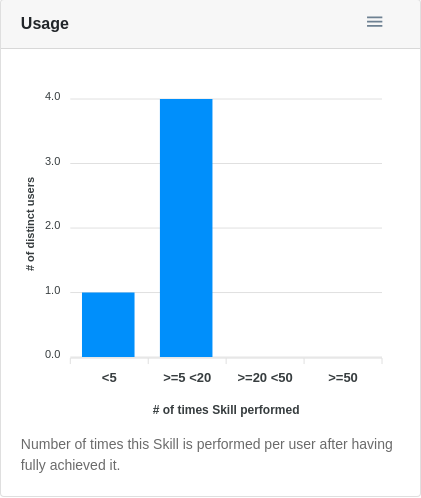 Usage
4.0
3.0
2.0
1.0
0.0
# of distinct users
<5 >=5 <20 >=20 <50 >=50
# of times Skill performed
Number of times this Skill is performed per user after having
fully achieved it.